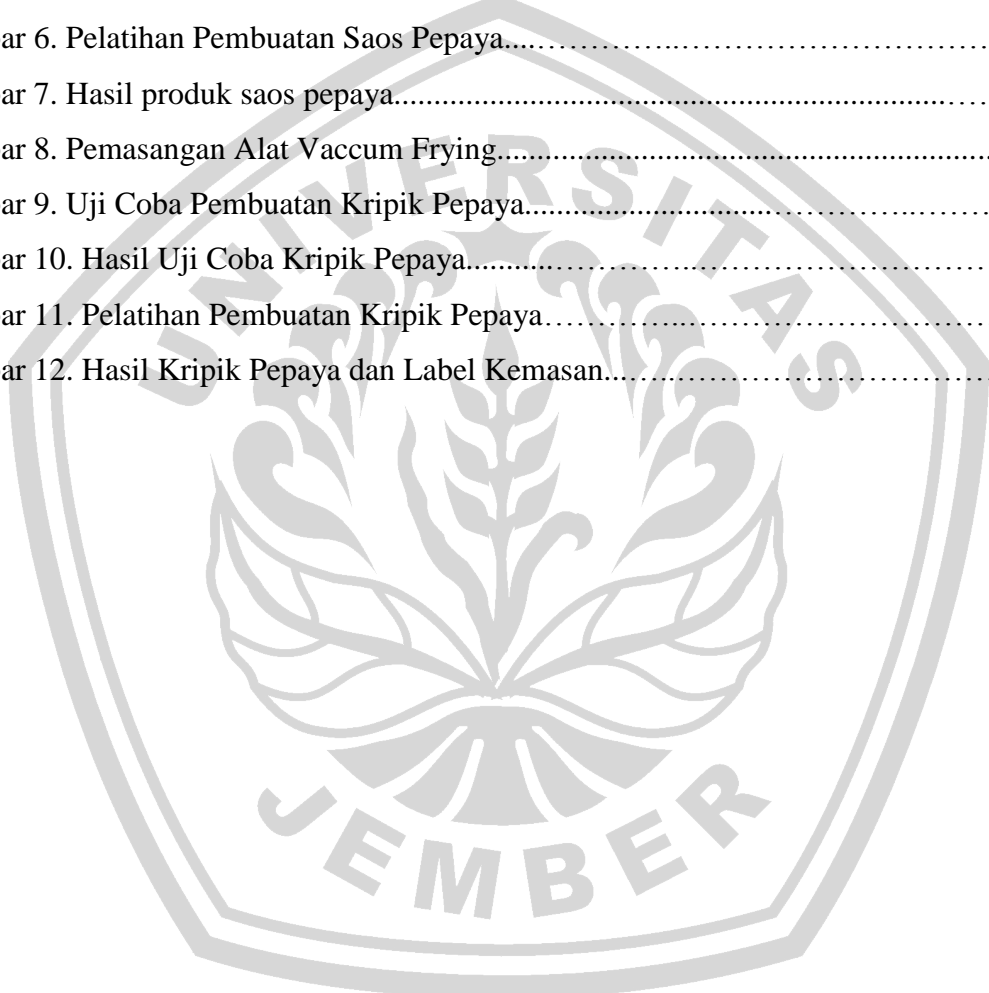 ar 6. Pelatihan Pembuatan Saos Pepaya....……………..……………………………
ar 7. Hasil produk saos pepaya.......................................................................……
ar 8. Pemasangan Alat Vaccum Frying...............................................................
ar 9. Uji Coba Pembuatan Kripik Pepaya...............................…………..………
ar 10. Hasil Uji Coba Kripik Pepaya...........…………..……………………………
ar 11. Pelatihan Pembuatan Kripik Pepaya…………..……………………………
ar 12. Hasil Kripik Pepaya dan Label Kemasan...…..……………………………
UNIVERSITAS
JEMBER